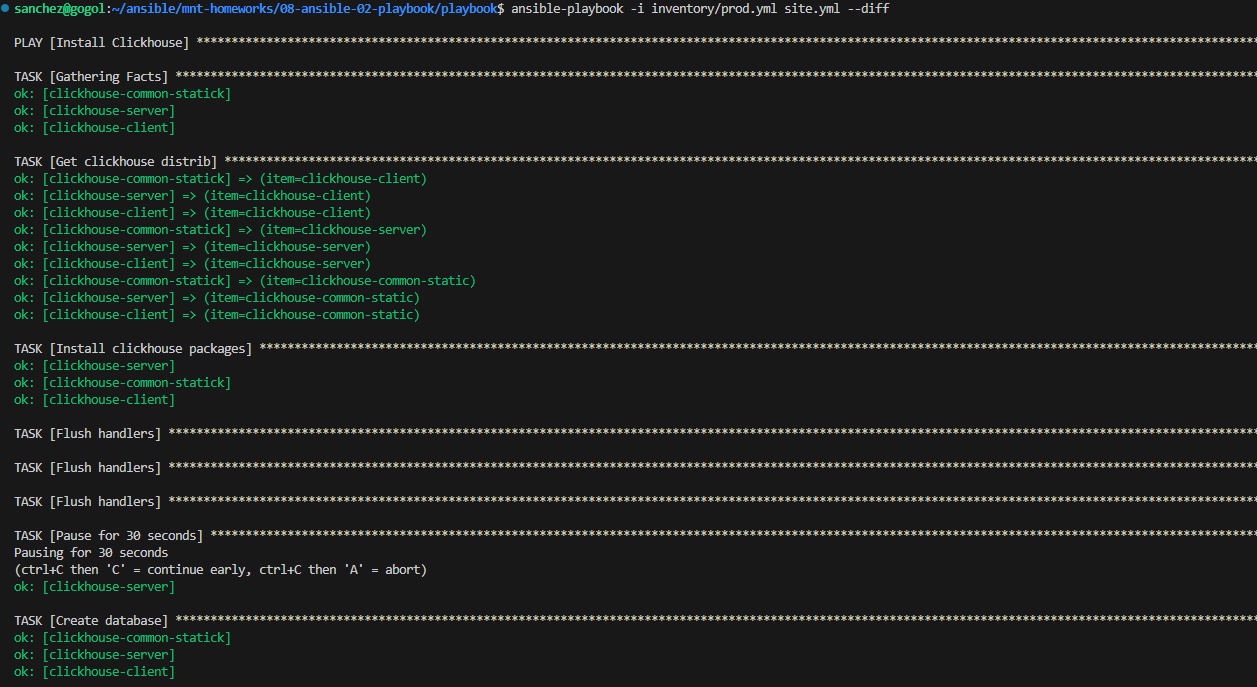 sanchez@gogol:~/ansible/mnt-homeworks/08-ansible-02-playbook/playbook$ ansible-playbook -i inventory/prod.yml site.yml --diff
PLAY [Install Clickhouse] ******************************************************************************************************************************************************
TASK [Gathering Facts] *********************************************************************************************************************************************************
ok: [clickhouse-common-statick]
ok: [clickhouse-server]
ok: [clickhouse-client]
TASK [Get clickhouse distrib] **************************************************************************************************************************************************
ok: [clickhouse-common-statick] => (item=clickhouse-client)
ok: [clickhouse-server] => (item=clickhouse-client)
ok: [clickhouse-client] => (item=clickhouse-client)
ok: [clickhouse-common-statick] => (item=clickhouse-server)
ok: [clickhouse-server] => (item=clickhouse-server)
ok: [clickhouse-client] => (item=clickhouse-server)
ok: [clickhouse-common-statick] => (item=clickhouse-common-static)
ok: [clickhouse-server] => (item=clickhouse-common-static)
ok: [clickhouse-client] => (item=clickhouse-common-static)
TASK [Install clickhouse packages] *********************************************************************************************************************************************
ok: [clickhouse-server]
ok: [clickhouse-common-statick]
ok: [clickhouse-client]
TASK [Flush handlers] **********************************************************************************************************************************************************
TASK [Flush handlers] **********************************************************************************************************************************************************
TASK [Flush handlers] **********************************************************************************************************************************************************
TASK [Pause for 30 seconds] ****************************************************************************************************************************************************
Pausing for 30 seconds
(ctrl+C then 'C' = continue early, ctrl+C then 'A' = abort)
ok: [clickhouse-server]
TASK [Create database] *********************************************************************************************************************************************************
ok: [clickhouse-common-statick]
ok: [clickhouse-server]
ok: [clickhouse-client]